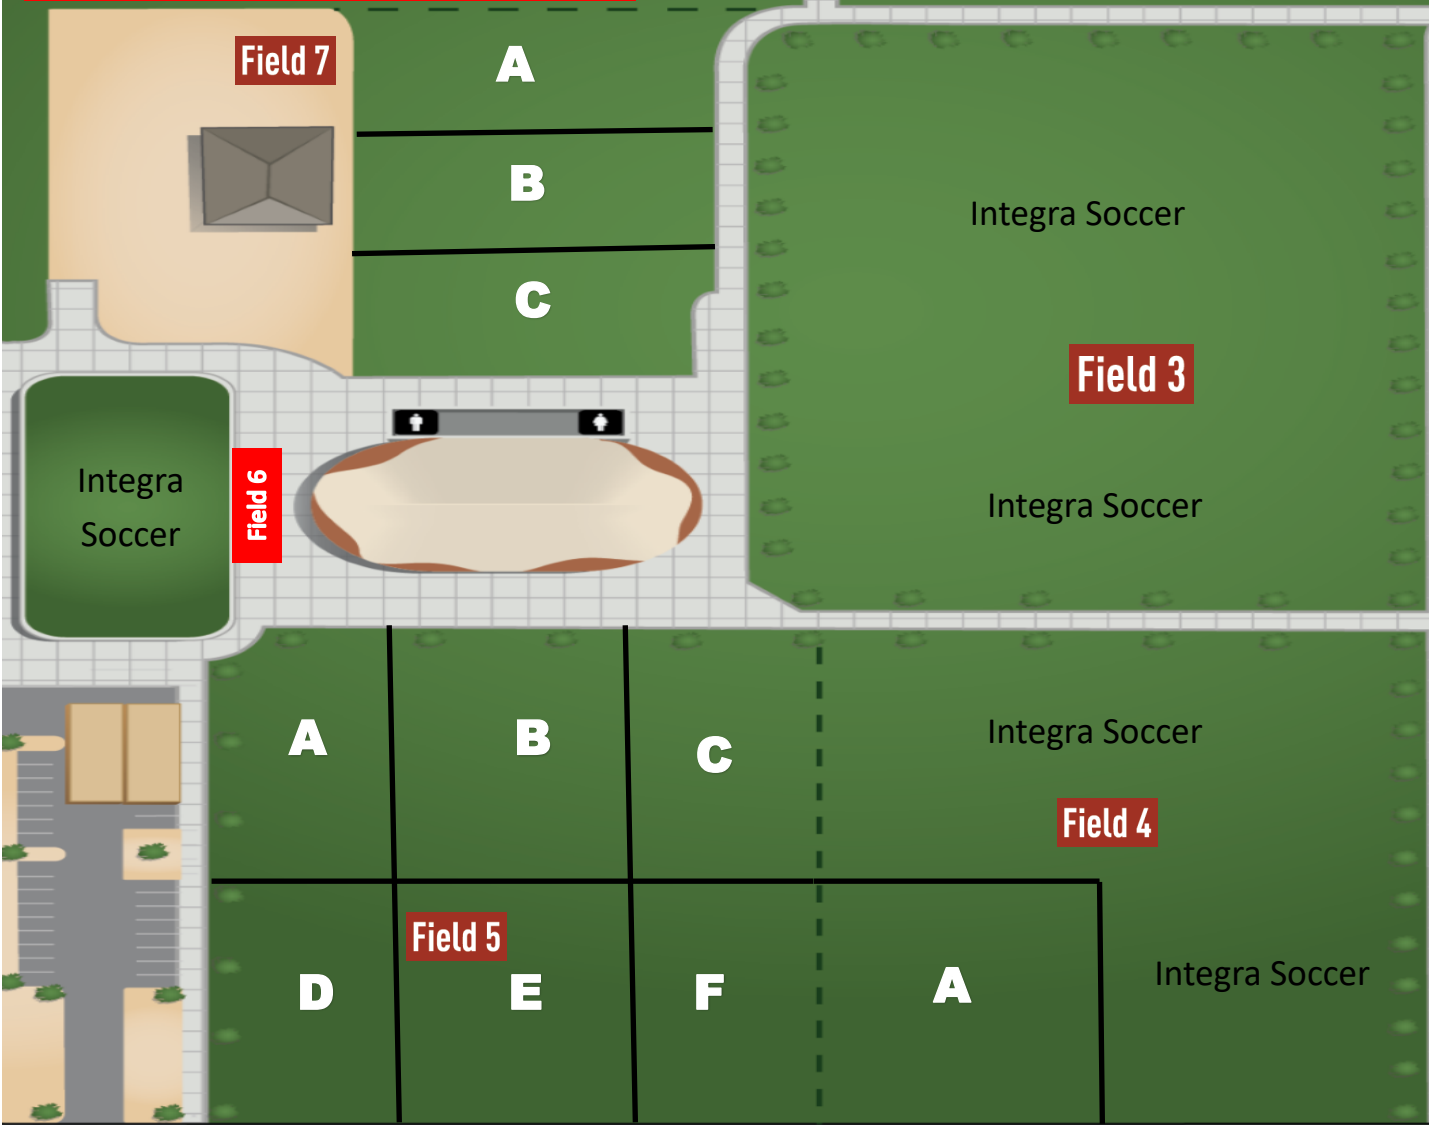 Field 7
A
B
C
Integra Soccer
Field 3
Integra Soccer
Integra
Soccer
Field 6
A
B
C
Integra Soccer
Field 4
Field 5
D
E
F
A
Integra Soccer